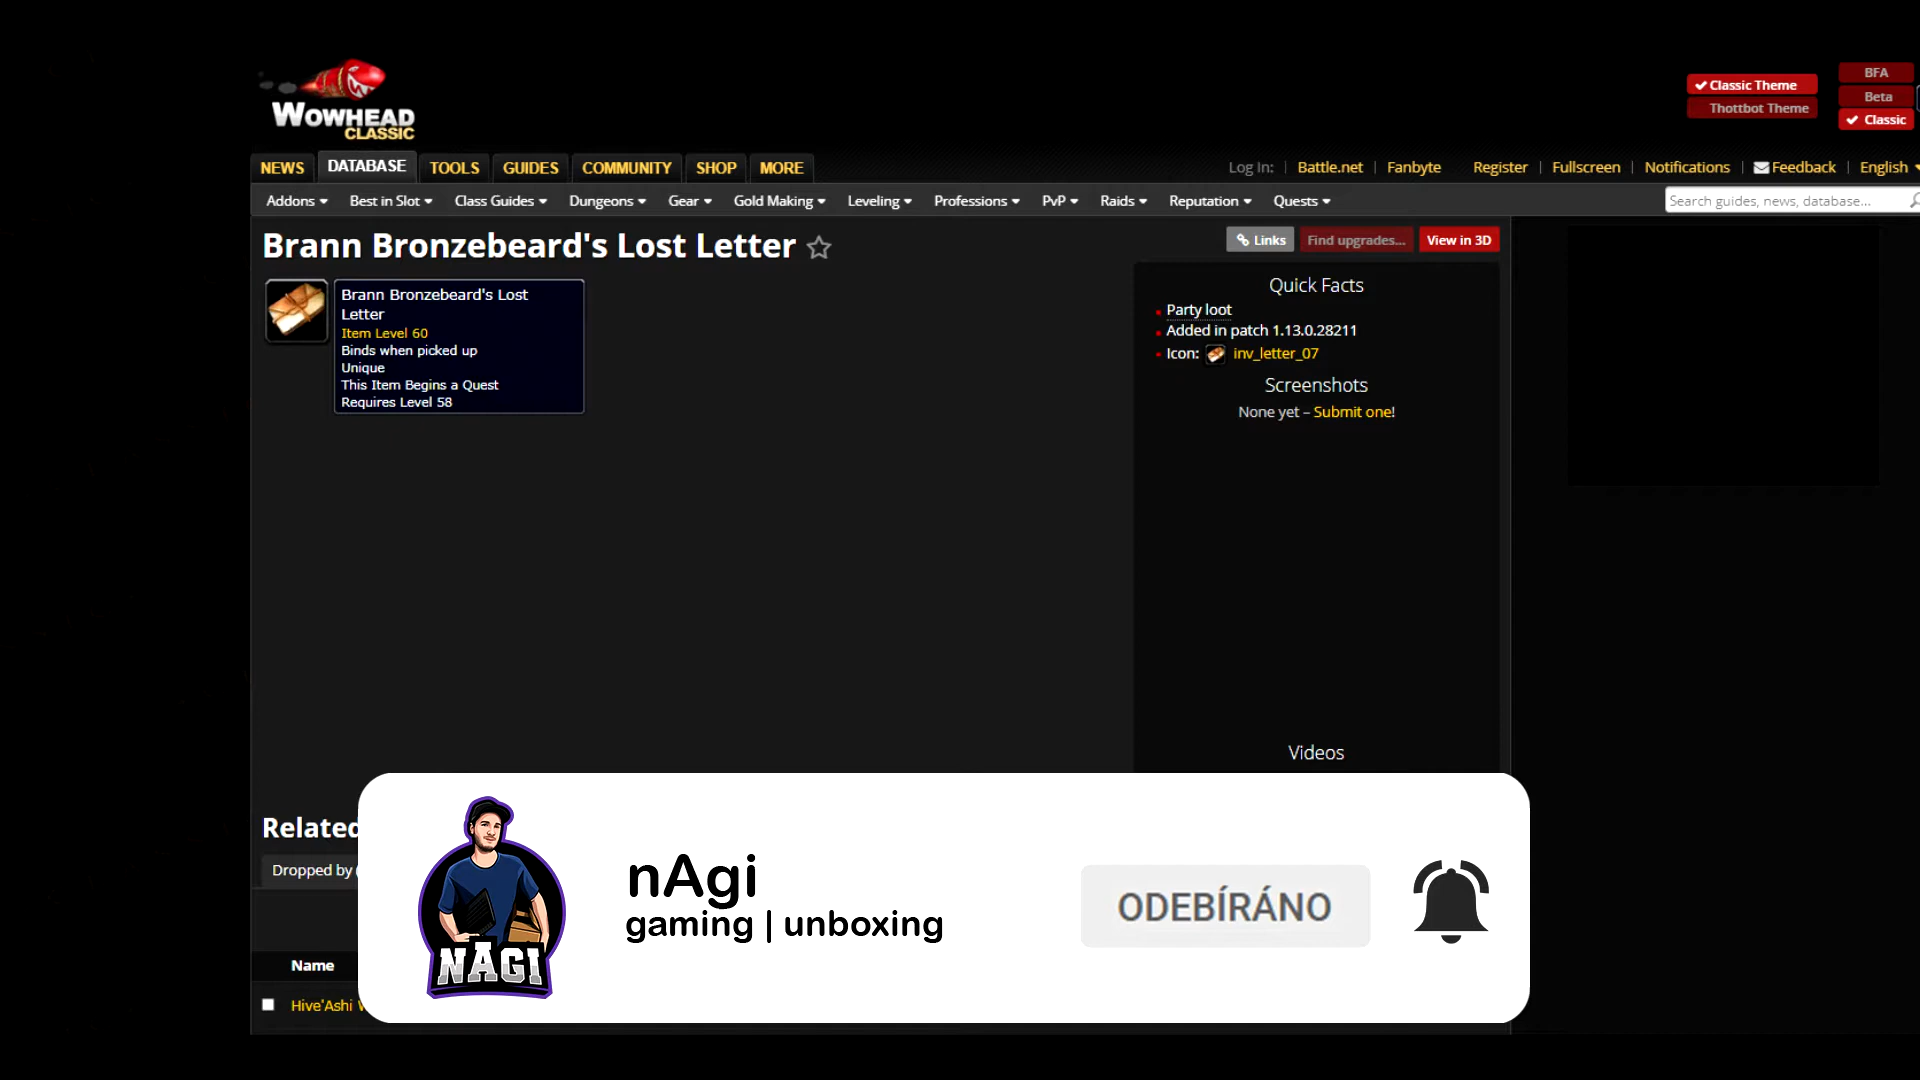 WOWHEAD
CLASSIC
Classic Theme
Thottbot Theme
BFA
Beta
Classic
NEWS DATABASE TOOLS GUIDES COMMUNITY SHOP MORE
Log In: Battle.net Fanbyte Register Fullscreen Notifications Feedback English
Addons Best in Slot Class Guides Dungeons Gear Gold Making Leveling Professions PvP Raids Reputation Quests
Search guides, news, database...
Brann Bronzebeard's Lost Letter
Links Find upgrades... View in 3D
Brann Bronzebeard's Lost
Letter
Item Level 60
Binds when picked up
Unique
This Item Begins a Quest
Requires Level 58
Quick Facts
Party loot
Added in patch 1.13.0.28211
Icon: inv_letter_07
Screenshots
None yet – Submit one!
Videos
Related
Dropped by (
Name
Hive'Ashi
nAgi
gaming | unboxing
NAGI
ODEBÍRÁNO